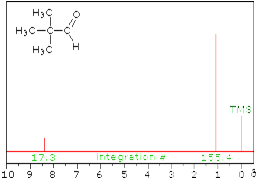 H₃C
O
H₃C
C
C
H₃C
H
TMS
17.3 Integration # 155.4
10 9 8 7 6 5 4 3 2 1 0 δ